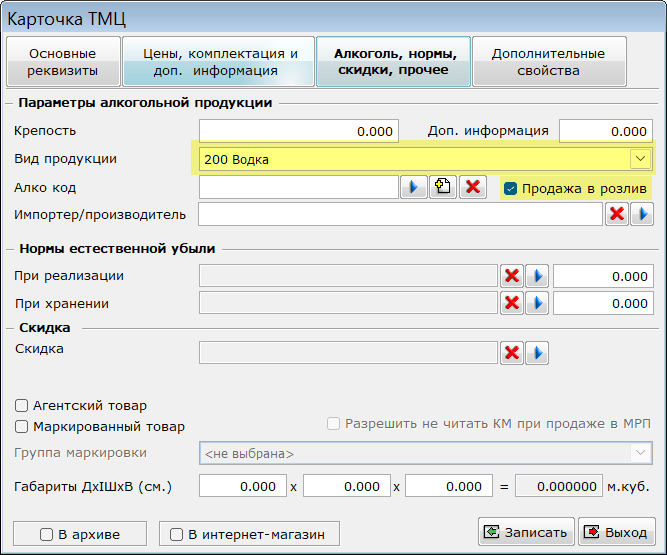 Карточка ТМЦ
Основные реквизиты
Цены, комплектация и доп. информация
Алкоголь, нормы, скидки, прочее
Дополнительные свойства
Параметры алкогольной продукции
Крепость 0.000 Доп. информация 0.000
Вид продукции 200 Водка
Алко код Продажа в розлив
Импортер/производитель
Нормы естественной убыли
При реализации 0.000
При хранении 0.000
Скидка
Скидка
Агентский товар
Маркированный товар Разрешить не читать КМ при продаже в МРП
Группа маркировки <не выбрана>
Габариты ДхШхВ (см.) 0.000 x 0.000 x 0.000 = 0.000000 м.куб.
В архиве В интернет-магазин Записать Выход